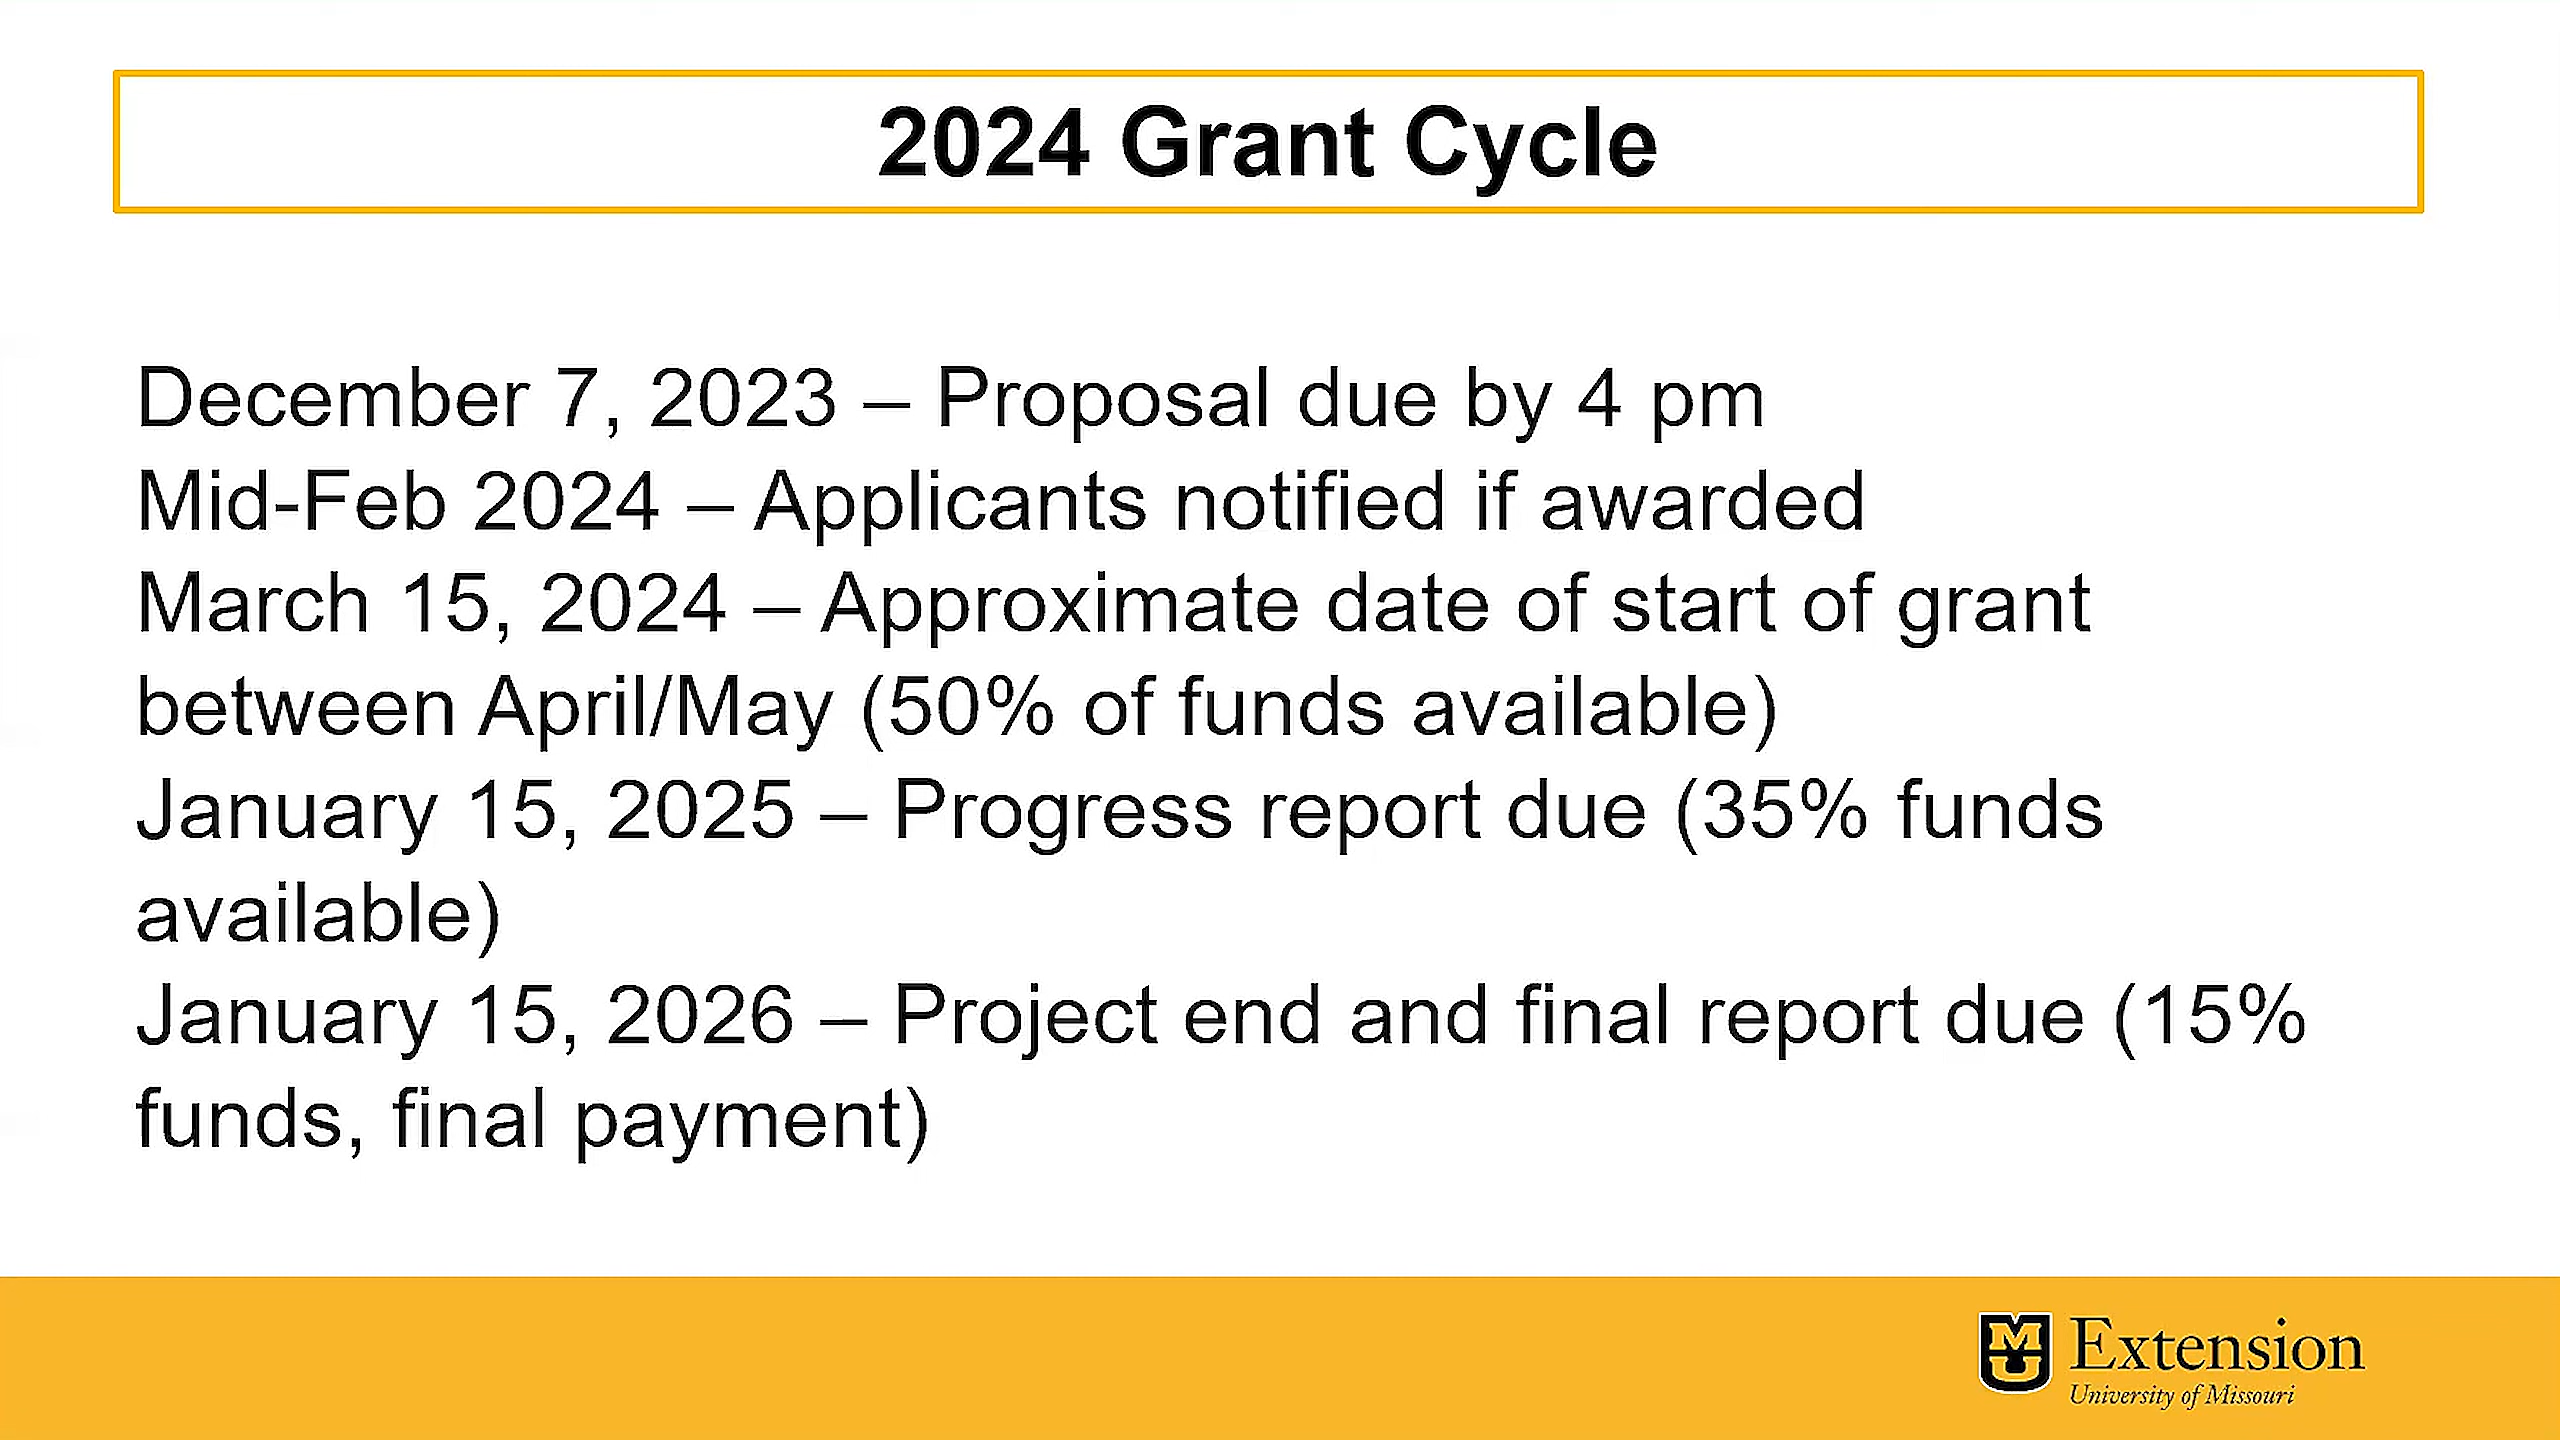 2024 Grant Cycle
December 7, 2023 – Proposal due by 4 pm
Mid-Feb 2024 – Applicants notified if awarded
March 15, 2024 – Approximate date of start of grant
between April/May (50% of funds available)
January 15, 2025 – Progress report due (35% funds
available)
January 15, 2026 – Project end and final report due (15%
funds, final payment)
MU Extension
University of Missouri